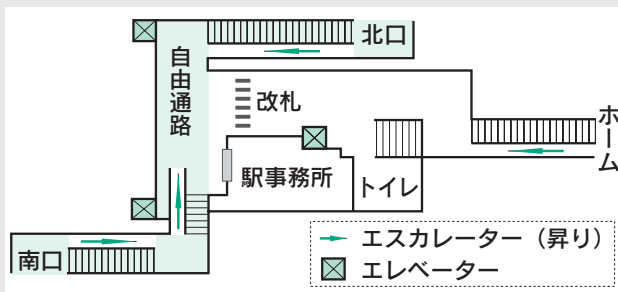 北口
自由通路
改札
ホーム
駅事務所
トイレ
南口
エスカレーター（昇り）
エレベーター